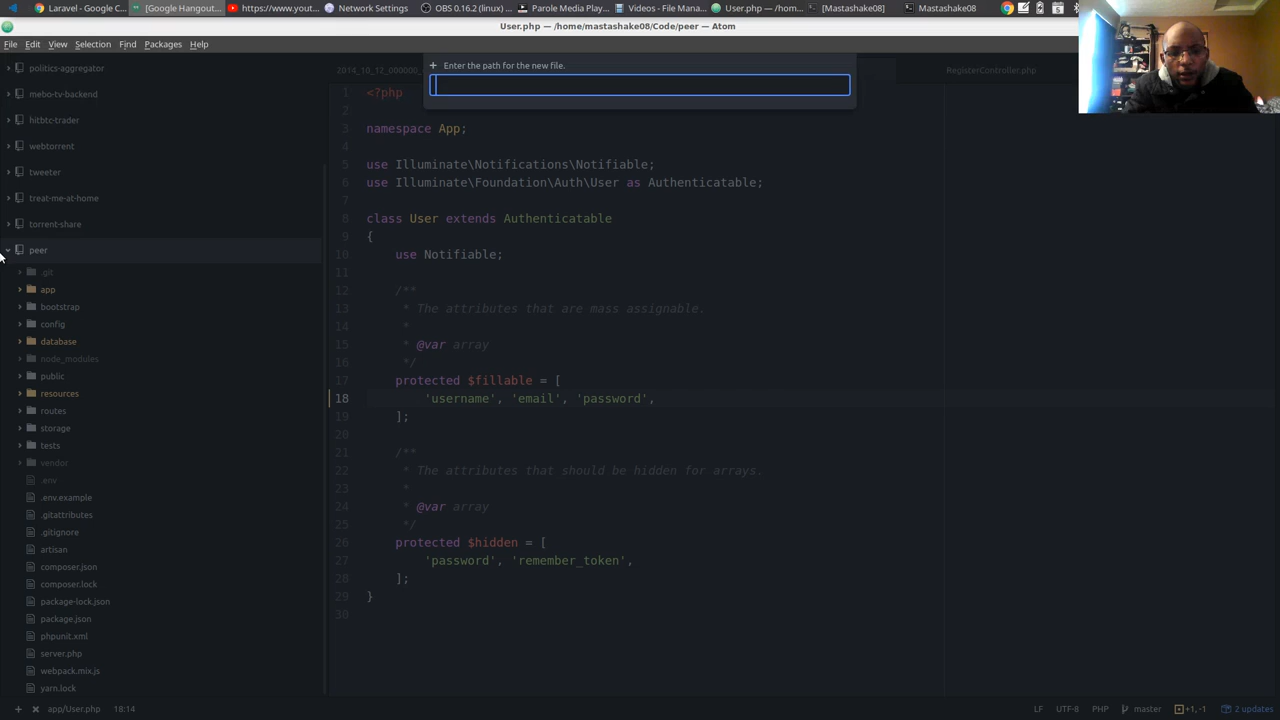 Laravel - Google C...
[Google Hangout...
https://www.yout...
Network Settings
OBS 0.16.2 (linux) ...
Parole Media Play...
Videos - File Mana...
User.php — /hom...
[Mastashake08]
Mastashake08
User.php — /home/mastashake08/Code/peer — Atom
File Edit View Selection Find Packages Help
Enter the path for the new file.
2014_10_12_000000_
RegisterController.php
politics-aggregator
mebo-tv-backend
hitbtc-trader
webtorrent
tweeter
treat-me-at-home
torrent-share
peer
.git
app
bootstrap
config
database
node_modules
public
resources
routes
storage
tests
vendor
.env
.env.example
.gitattributes
.gitignore
artisan
composer.json
composer.lock
package-lock.json
package.json
phpunit.xml
server.php
webpack.mix.js
yarn.lock
1 <?php
2
3 namespace App;
4
5 use Illuminate\Notifications\Notifiable;
6 use Illuminate\Foundation\Auth\User as Authenticatable;
7
8 class User extends Authenticatable
9 {
10 use Notifiable;
11
12 /**
13 * The attributes that are mass assignable.
14 *
15 * @var array
16 */
17 protected $fillable = [
18 'username', 'email', 'password',
19 ];
20
21 /**
22 * The attributes that should be hidden for arrays.
23 *
24 * @var array
25 */
26 protected $hidden = [
27 'password', 'remember_token',
28 ];
29 }
30
app/User.php 18:14
LF UTF-8 PHP master +1, -1 2 updates